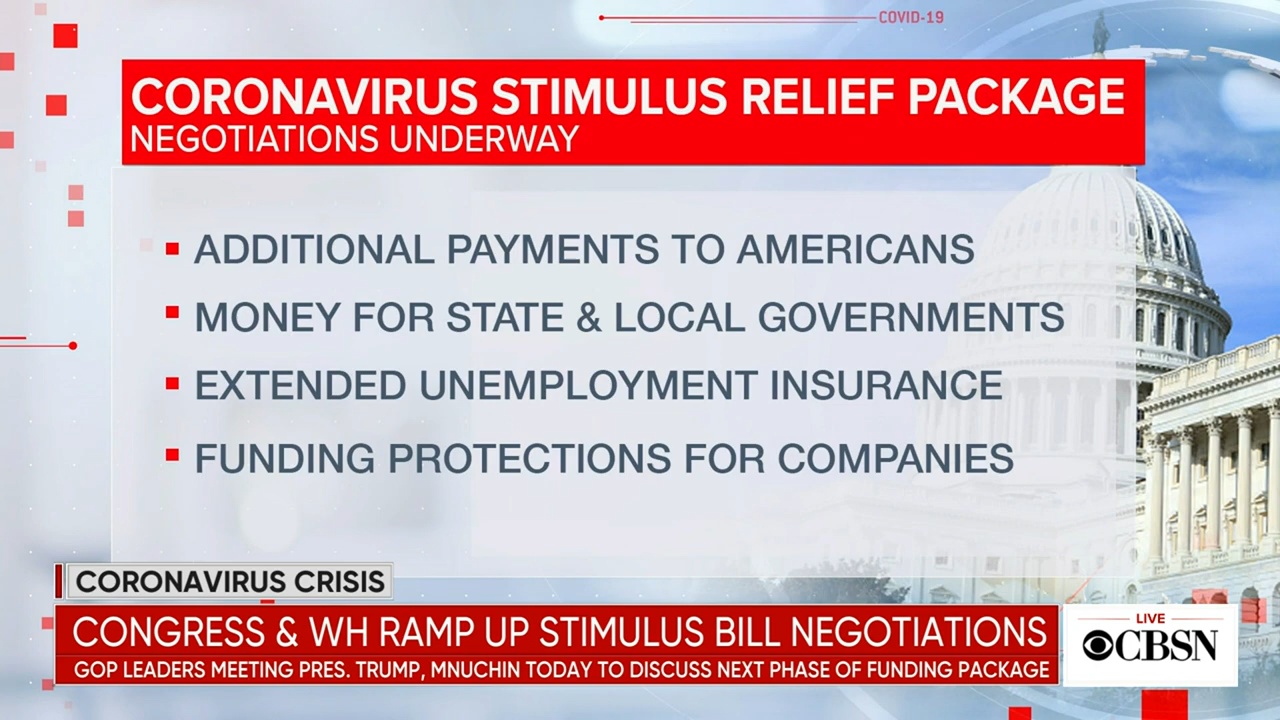 COVID-19
CORONAVIRUS STIMULUS RELIEF PACKAGE
NEGOTIATIONS UNDERWAY
ADDITIONAL PAYMENTS TO AMERICANS
MONEY FOR STATE & LOCAL GOVERNMENTS
EXTENDED UNEMPLOYMENT INSURANCE
FUNDING PROTECTIONS FOR COMPANIES
CORONAVIRUS CRISIS
CONGRESS & WH RAMP UP STIMULUS BILL NEGOTIATIONS
GOP LEADERS MEETING PRES. TRUMP, MNUCHIN TODAY TO DISCUSS NEXT PHASE OF FUNDING PACKAGE
LIVE
CBSN